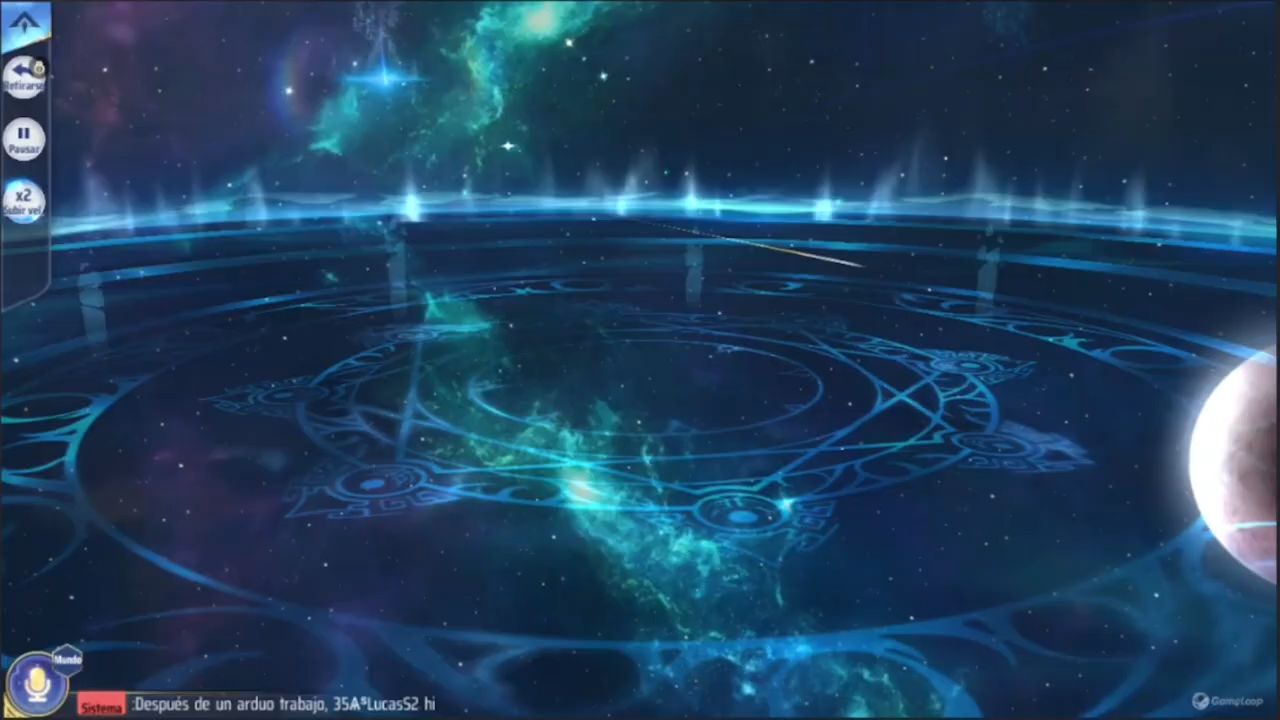 Retirarse
Pausar
x2
Subir vel.
Mundo
Sistema :Después de un arduo trabajo, 35A®LucasS2 hi
GameLoop